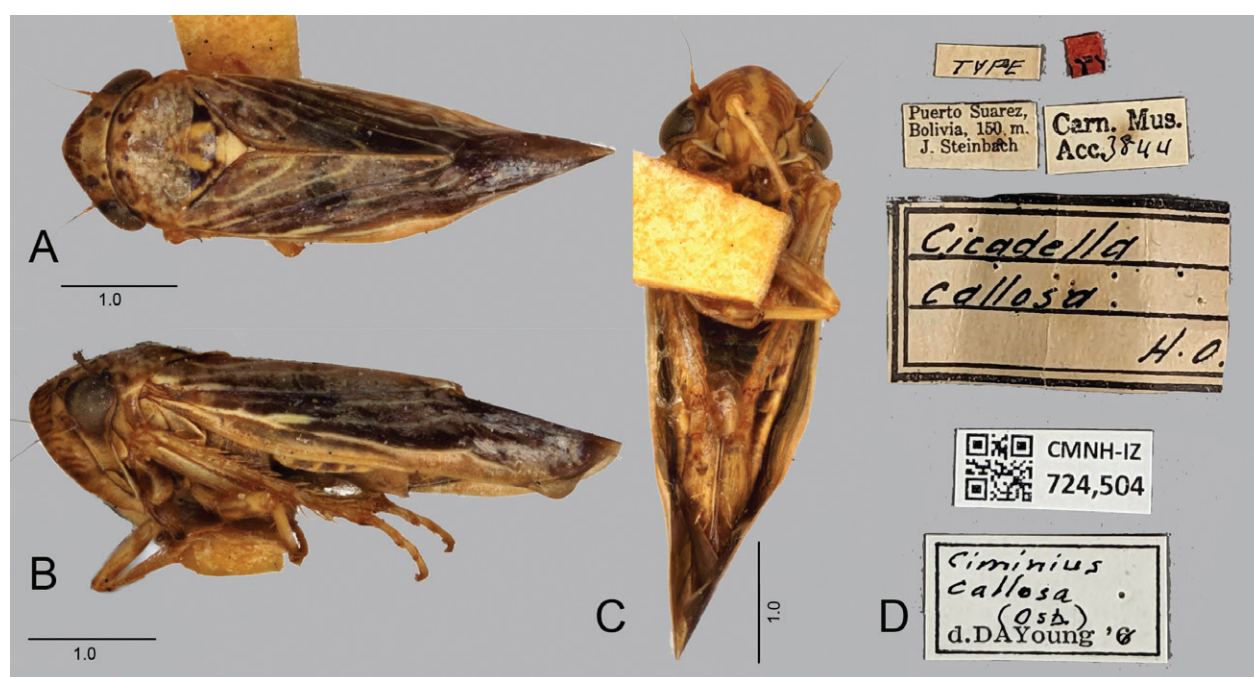 A
1.0
B
1.0
C
1.0
D
TYPE
Puerto Suarez,
Bolivia, 150 m.
J. Steinbach
Carn. Mus.
Acc. 3844
Cicadella
callosa.
H.O.
CMNH-IZ
724,504
Ciminius
callosa
(Osb.)
d.DAYoung '6